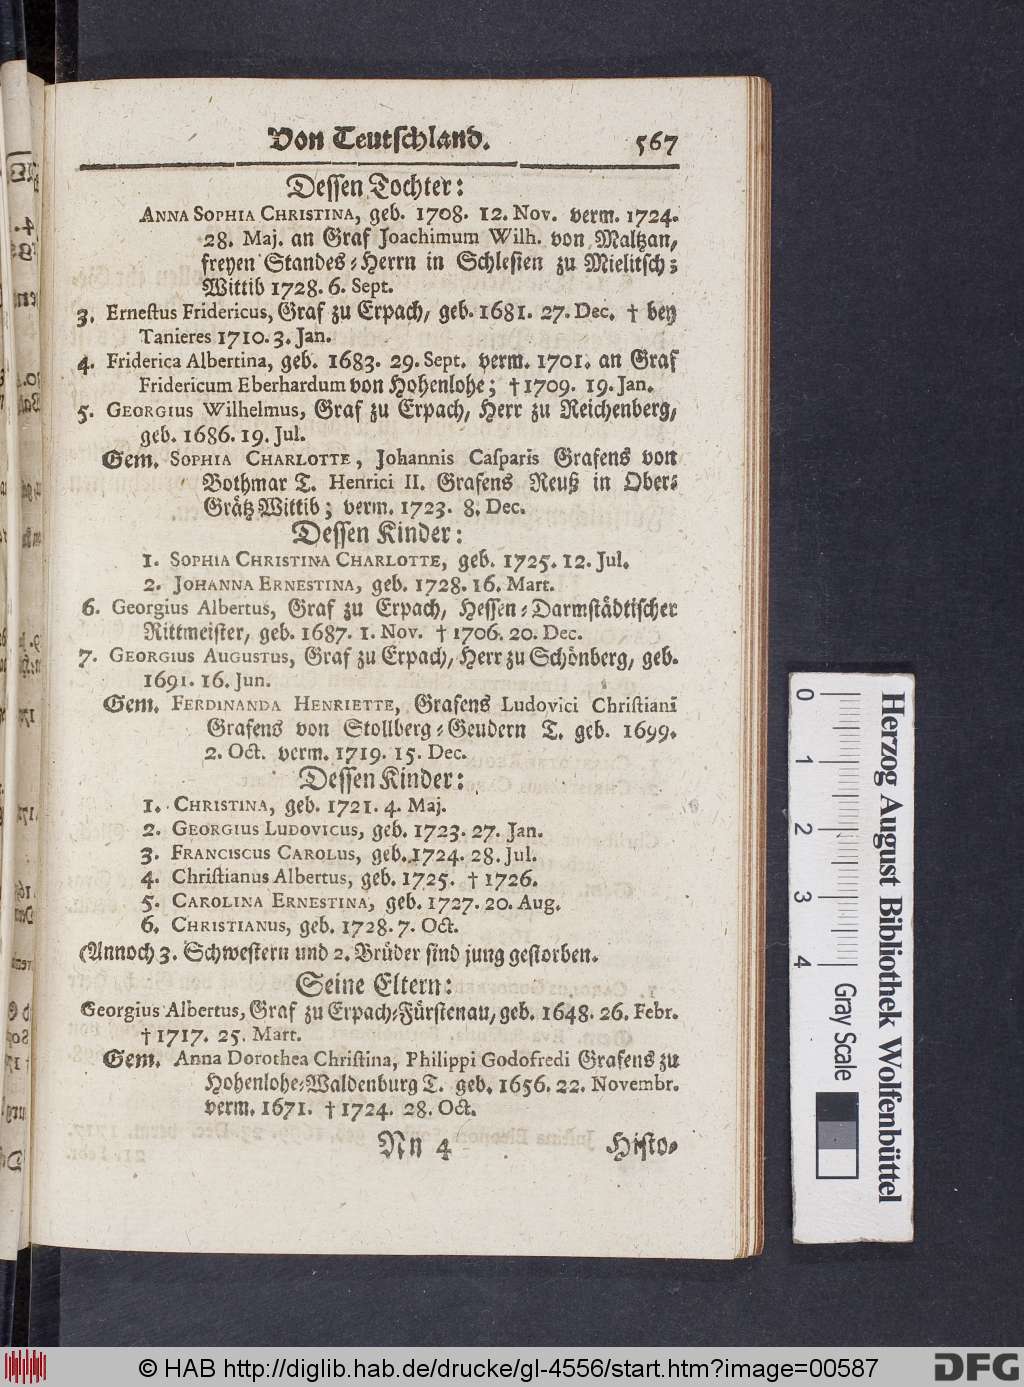 Von Teutschland. 567
Dessen Tochter:
ANNA SOPHIA CHRISTINA, geb. 1708. 12. Nov. verm. 1724.
28. Maj. an Graf Joachimum Wilh. von Maltzan,
freyen Standes-Herrn in Schlesien zu Mielitsch;
Wittib 1728. 6. Sept.
3. Ernestus Fridericus, Graf zu Erpach, geb. 1681. 27. Dec. † bey
Tanieres 1710. 3. Jan.
4. Friderica Albertina, geb. 1683. 29. Sept. verm. 1701. an Graf
Fridericum Eberhardum von Hohenlohe; † 1709. 19. Jan.
5. GEORGIUS Wilhelmus, Graf zu Erpach, Herr zu Reichenberg,
geb. 1686. 19. Jul.
Gem. SOPHIA CHARLOTTE, Johannis Casparis Grafens von
Bothmar T. Henrici II. Grafens Reuß in Ober-
Grätz Wittib; verm. 1723. 8. Dec.
Dessen Kinder:
1. SOPHIA CHRISTINA CHARLOTTE, geb. 1725. 12. Jul.
2. JOHANNA ERNESTINA, geb. 1728. 16. Mart.
6. Georgius Albertus, Graf zu Erpach, Hessen-Darmstädtischer
Rittmeister, geb. 1687. 1. Nov. † 1706. 20. Dec.
7. GEORGIUS AUGUSTUS, Graf zu Erpach, Herr zu Schönberg, geb.
1691. 16. Jun.
Gem. FERDINANDA HENRIETTE, Grafens Ludovici Christiani
Grafens von Stollberg-Geudern T. geb. 1699.
2. Oct. verm. 1719. 15. Dec.
Dessen Kinder:
1. CHRISTINA, geb. 1721. 4. Maj.
2. GEORGIUS LUDOVICUS, geb. 1723. 27. Jan.
3. FRANCISCUS CAROLUS, geb. 1724. 28. Jul.
4. Christianus Albertus, geb. 1725. † 1726.
5. CAROLINA ERNESTINA, geb. 1727. 20. Aug.
6. CHRISTIANUS, geb. 1728. 7. Oct.
(Annoch 3. Schwestern und 2. Brüder sind jung gestorben.
Seine Eltern:
Georgius Albertus, Graf zu Erpach-Fürstenau, geb. 1648. 26. Febr.
† 1717. 25. Mart.
Gem. Anna Dorothea Christina, Philippi Godofredi Grafens zu
Hohenlohe-Waldenburg T. geb. 1656. 22. Novembr.
verm. 1671. † 1724. 28. Oct.
Nn 4 Histo-
0 1 2 3 4
Herzog August Bibliothek Wolfenbüttel
Gray Scale
© HAB http://diglib.hab.de/drucke/gl-4556/start.htm?image=00587
DFG